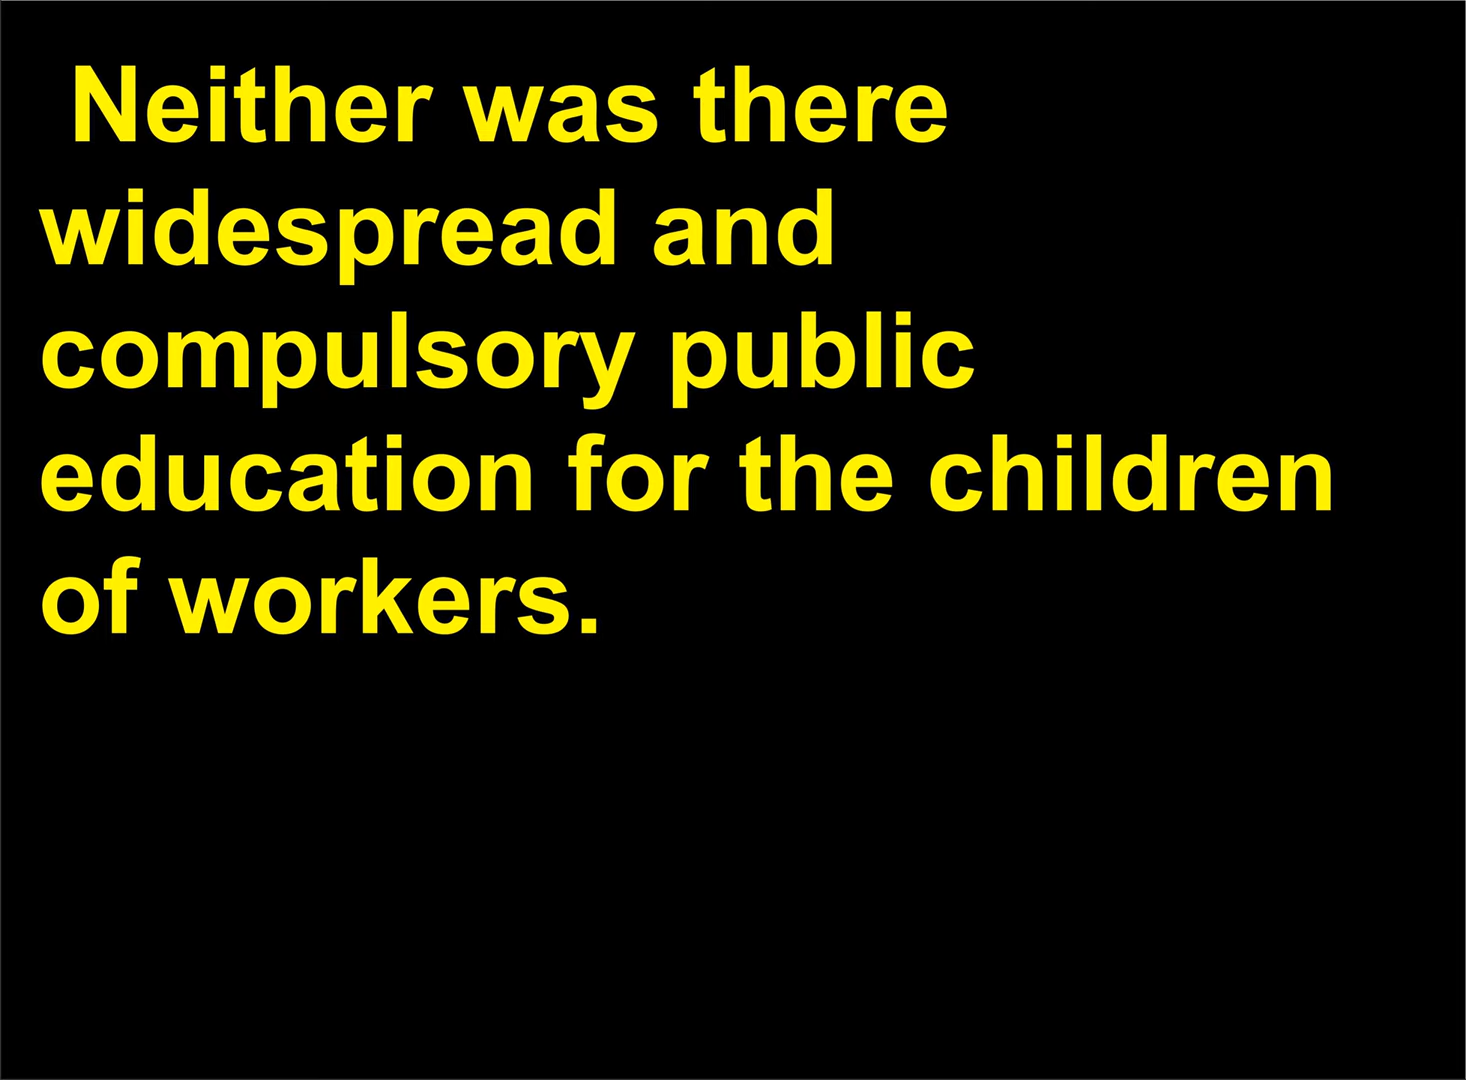 Neither was there
widespread and
compulsory public
education for the children
of workers.